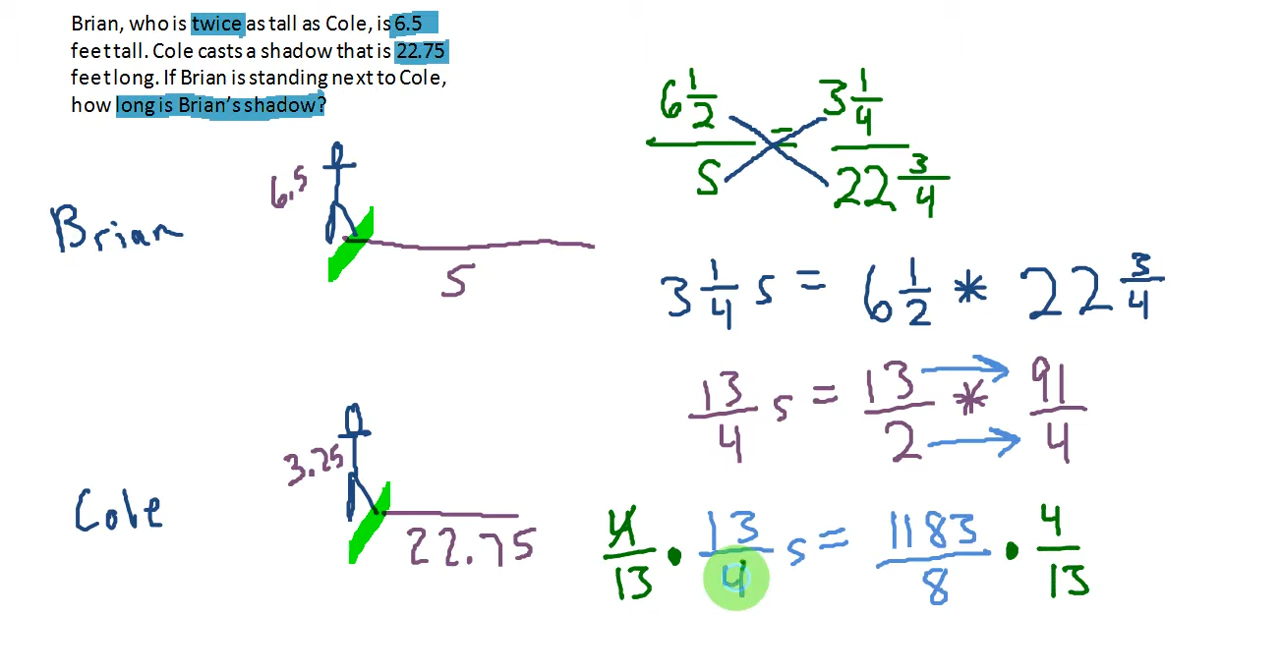 Brian, who is twice as tall as Cole, is 6.5
feet tall. Cole casts a shadow that is 22.75
feet long. If Brian is standing next to Cole,
how long is Brian's shadow?
6 1/2 / S = 3 1/4 / 22 3/4
6.5
Brian
S
3 1/4 s = 6 1/2 * 22 3/4
13/4 s = 13/2 * 91/4
3.25
Cole
22.75
4/13 • 13/4 s = 1183/8 • 4/13